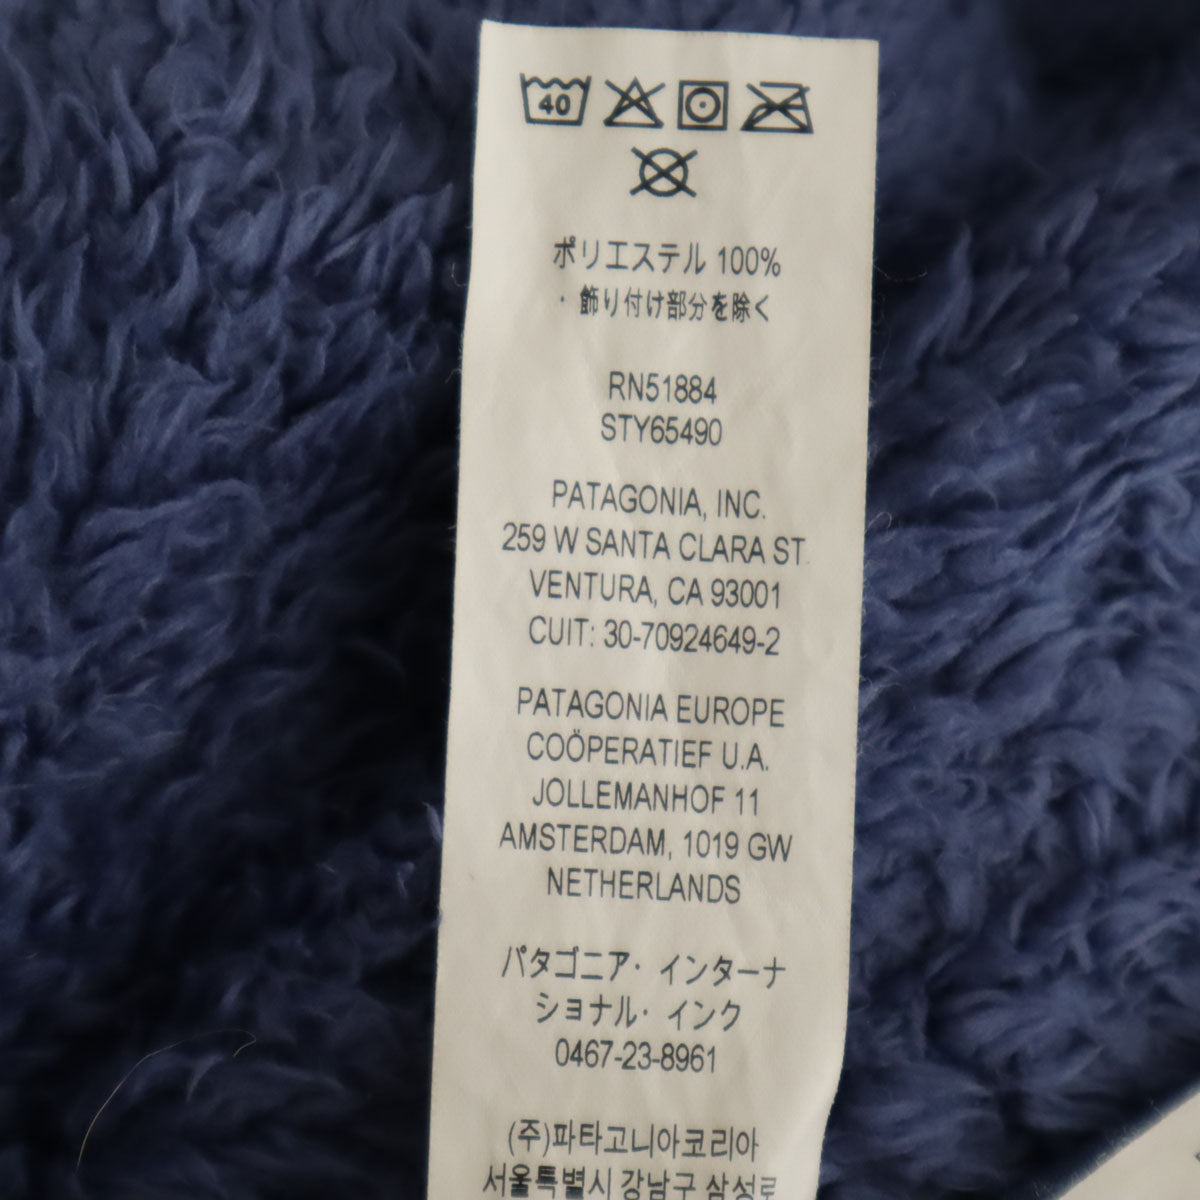 40
ポリエステル 100%
・飾り付け部分を除く
RN51884
STY65490
PATAGONIA, INC.
259 W SANTA CLARA ST.
VENTURA, CA 93001
CUIT: 30-70924649-2
PATAGONIA EUROPE
COÖPERATIEF U.A.
JOLLEMANHOF 11
AMSTERDAM, 1019 GW
NETHERLANDS
パタゴニア・インターナ
ショナル・インク
0467-23-8961
(주)파타고니아코리아
서울특별시 강남구 삼성로